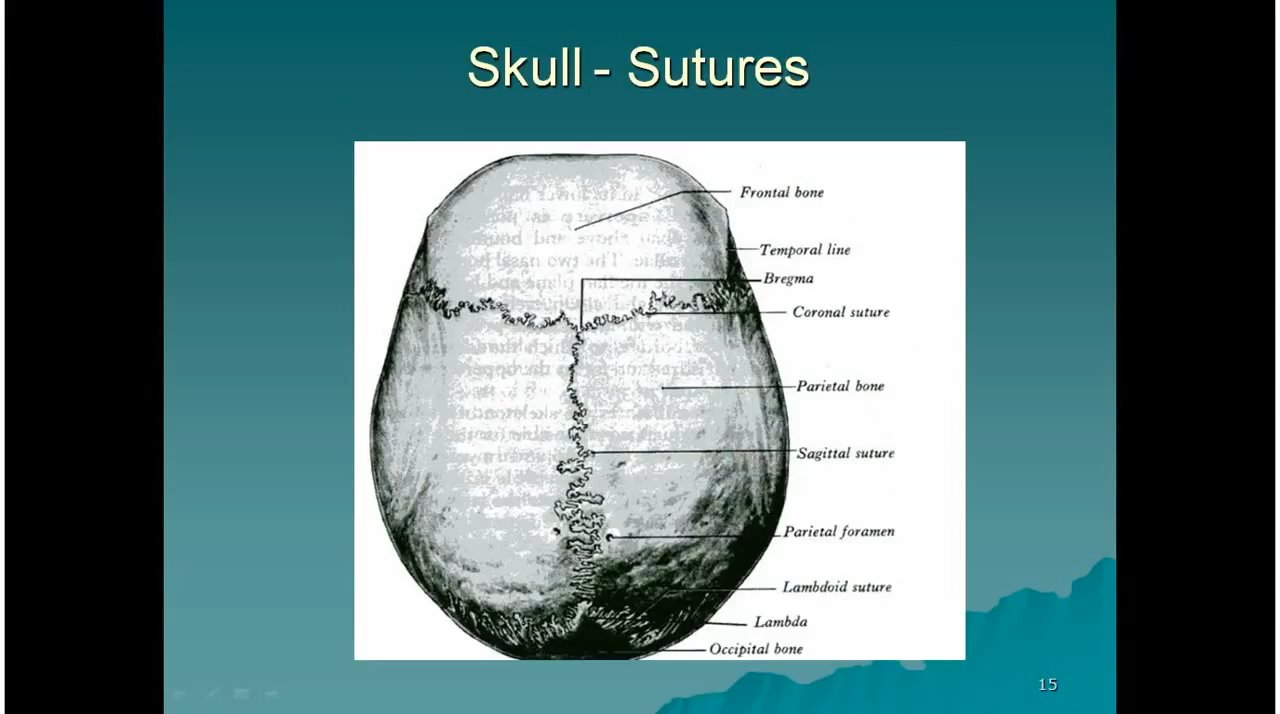 Skull - Sutures
Frontal bone
Temporal line
Bregma
Coronal suture
Parietal bone
Sagittal suture
Parietal foramen
Lambdoid suture
Lambda
Occipital bone
15